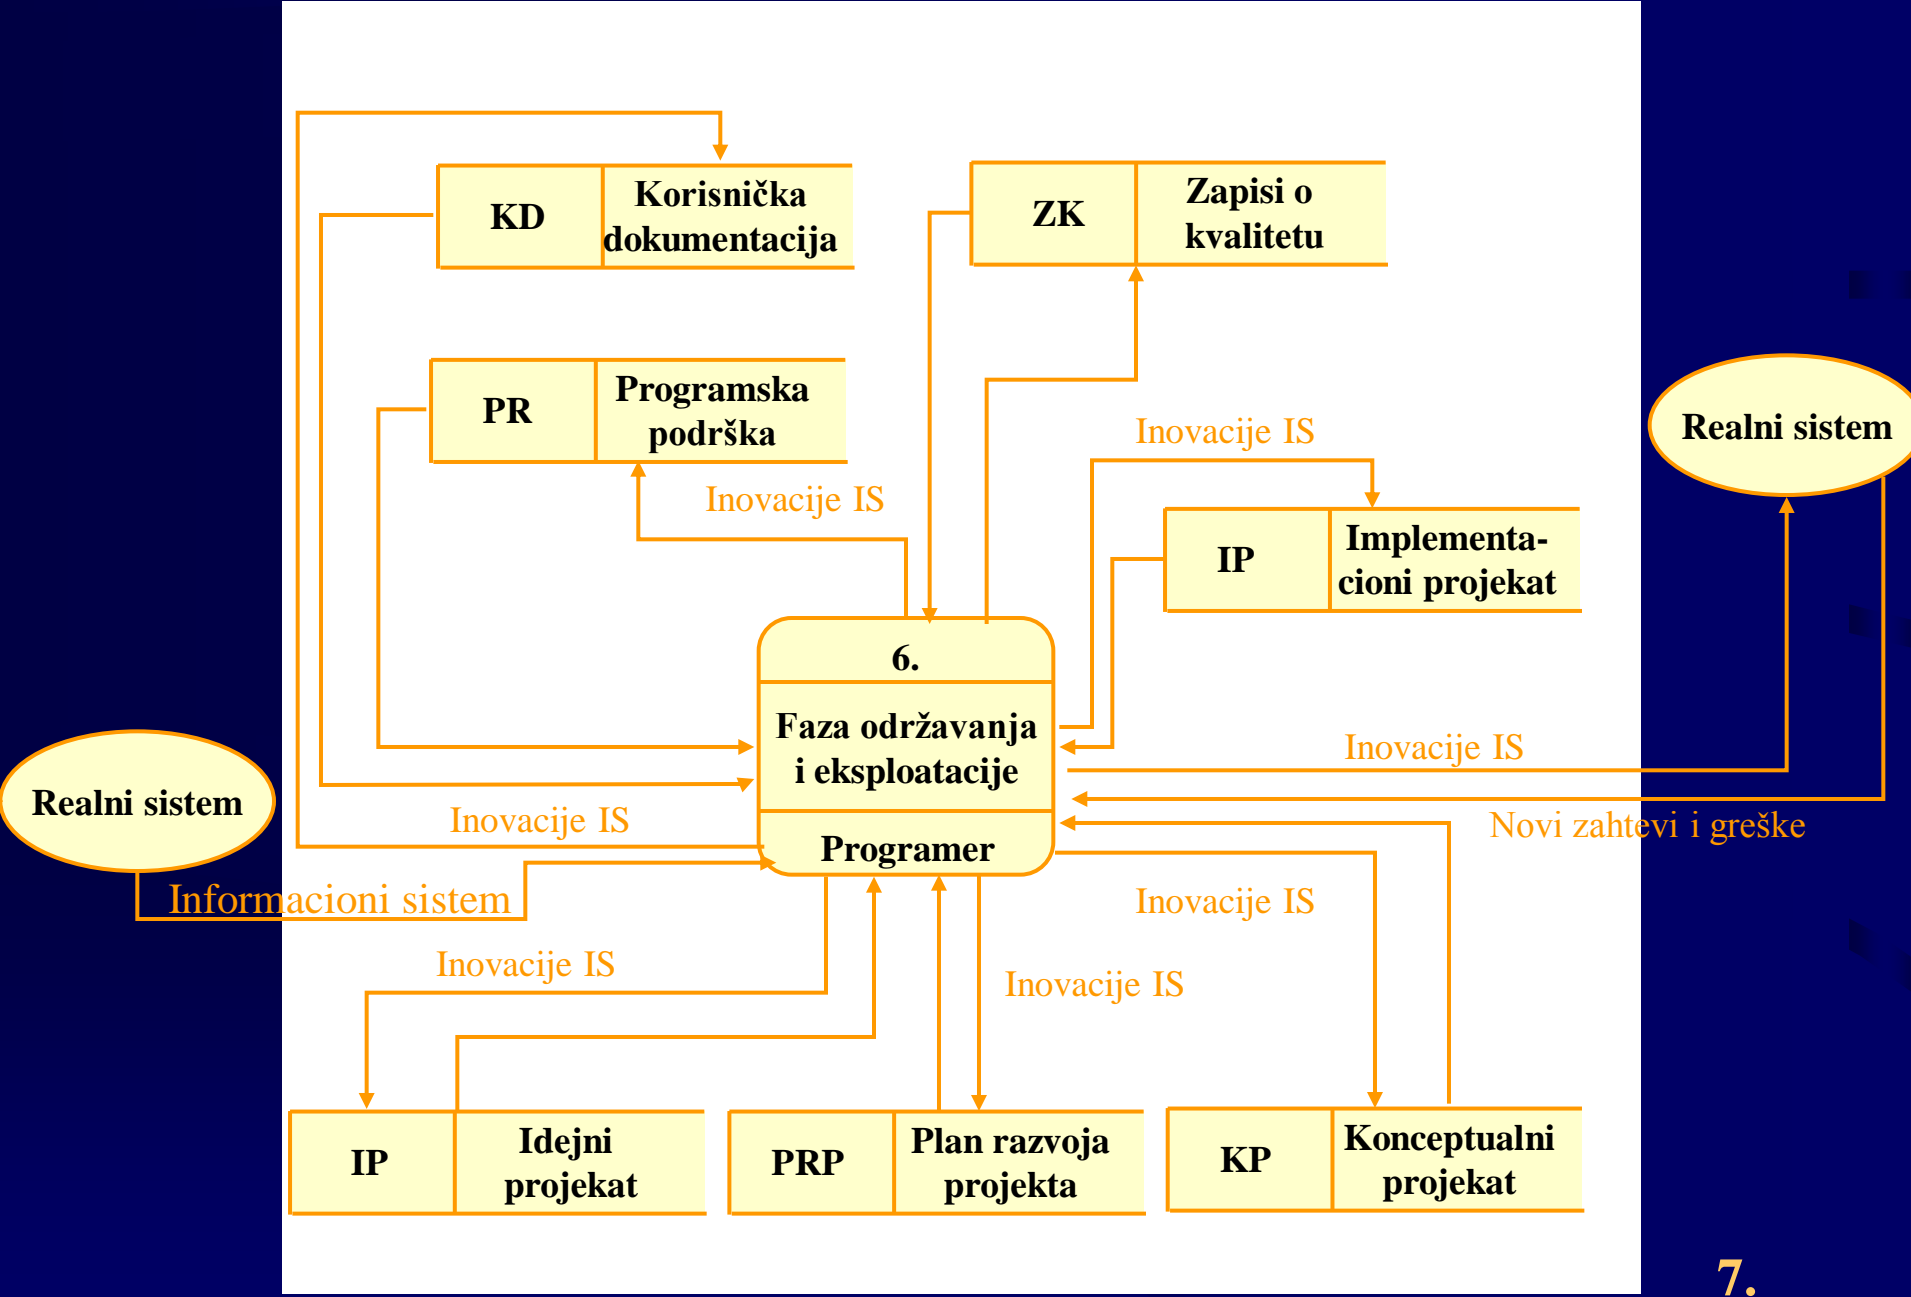 KD
Korisnička
dokumentacija
ZK
Zapisi o
kvalitetu
PR
Programska
podrška
Inovacije IS
Realni sistem
Inovacije IS
IP
Implementa-
cioni projekat
6.
Faza održavanja
i eksploatacije
Programer
Inovacije IS
Realni sistem
Inovacije IS
Novi zahtevi i greške
Informacioni sistem
Inovacije IS
Inovacije IS
Inovacije IS
IP
Idejni
projekat
PRP
Plan razvoja
projekta
KP
Konceptualni
projekat
7.